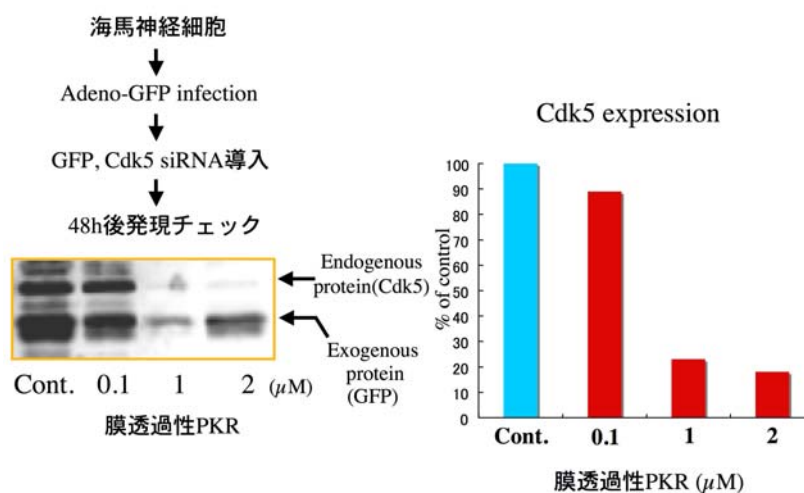 海馬神経細胞
Adeno-GFP infection
GFP, Cdk5 siRNA導入
48h後発現チェック
Endogenous
protein(Cdk5)
Exogenous
protein
(GFP)
Cont. 0.1 1 2 (µM)
膜透過性PKR
Cdk5 expression
% of control
100
90
80
70
60
50
40
30
20
10
0
Cont. 0.1 1 2
膜透過性PKR (µM)